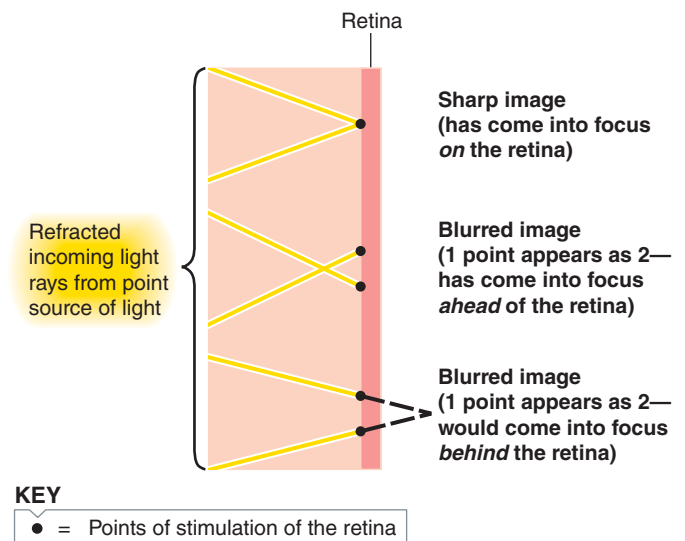 Retina
Sharp image
(has come into focus
on the retina)
Refracted
incoming light
rays from point
source of light
Blurred image
(1 point appears as 2—
has come into focus
ahead of the retina)
Blurred image
(1 point appears as 2—
would come into focus
behind the retina)
KEY
= Points of stimulation of the retina